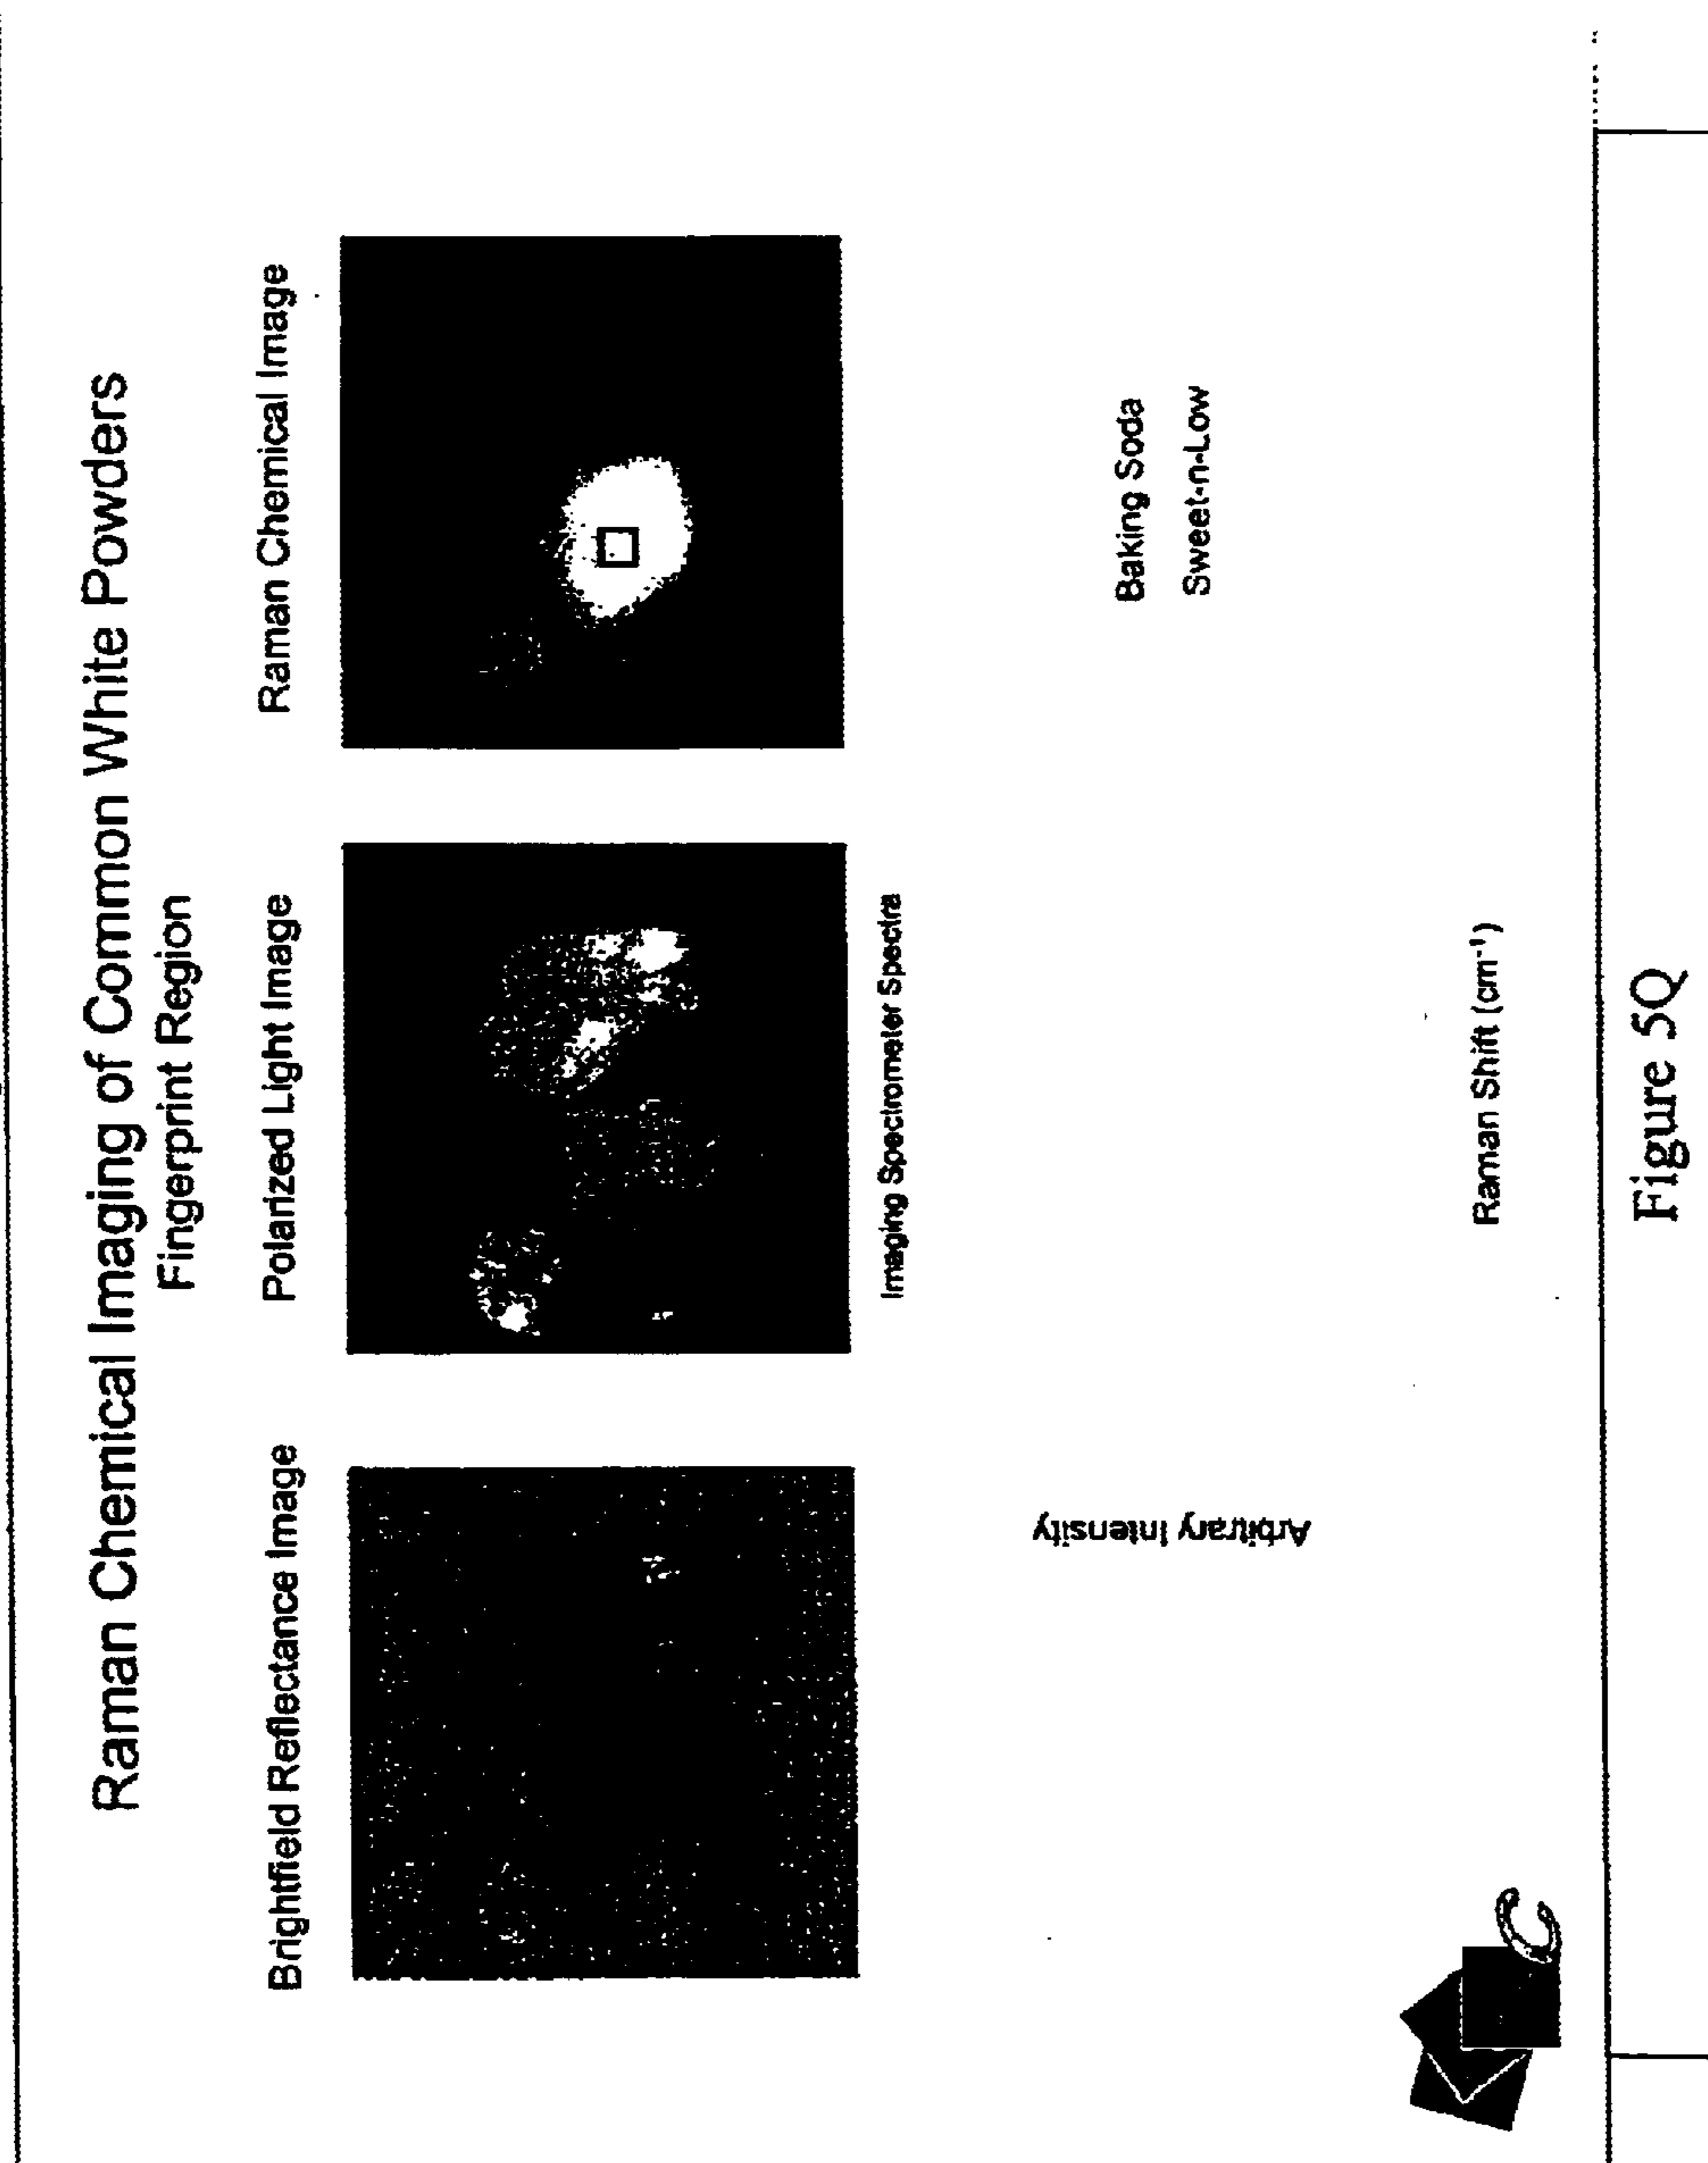 Raman Chemical Imaging of Common White Powders
Fingerprint Region
Brightfield Reflectance Image
Polarized Light Image
Raman Chemical Image
Imaging Spectrometer Spectra
Arbitrary Intensity
Baking Soda
Sweet-n-Low
Raman Shift (cm⁻¹)
C
Figure 5Q